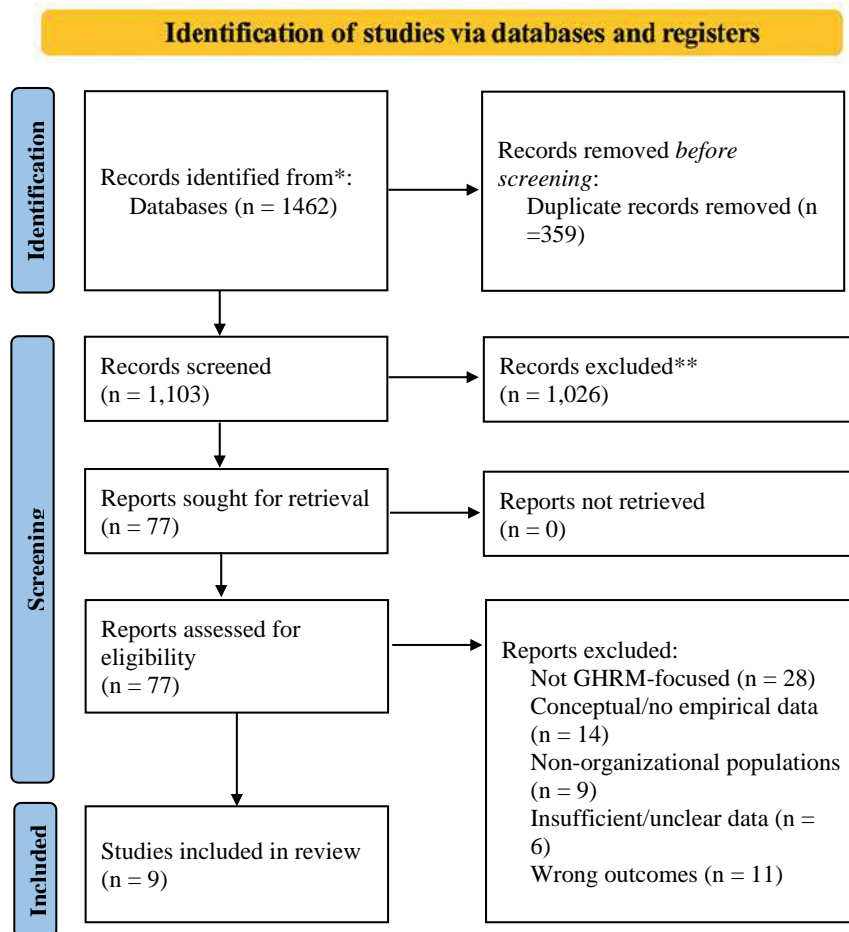 Identification of studies via databases and registers
Identification
Records identified from*:
Databases (n = 1462)
Records removed before
screening:
Duplicate records removed (n
=359)
Screening
Records screened
(n = 1,103)
Records excluded**
(n = 1,026)
Reports sought for retrieval
(n = 77)
Reports not retrieved
(n = 0)
Reports assessed for
eligibility
(n = 77)
Reports excluded:
Not GHRM-focused (n = 28)
Conceptual/no empirical data
(n = 14)
Non-organizational populations
(n = 9)
Insufficient/unclear data (n =
6)
Wrong outcomes (n = 11)
Included
Studies included in review
(n = 9)